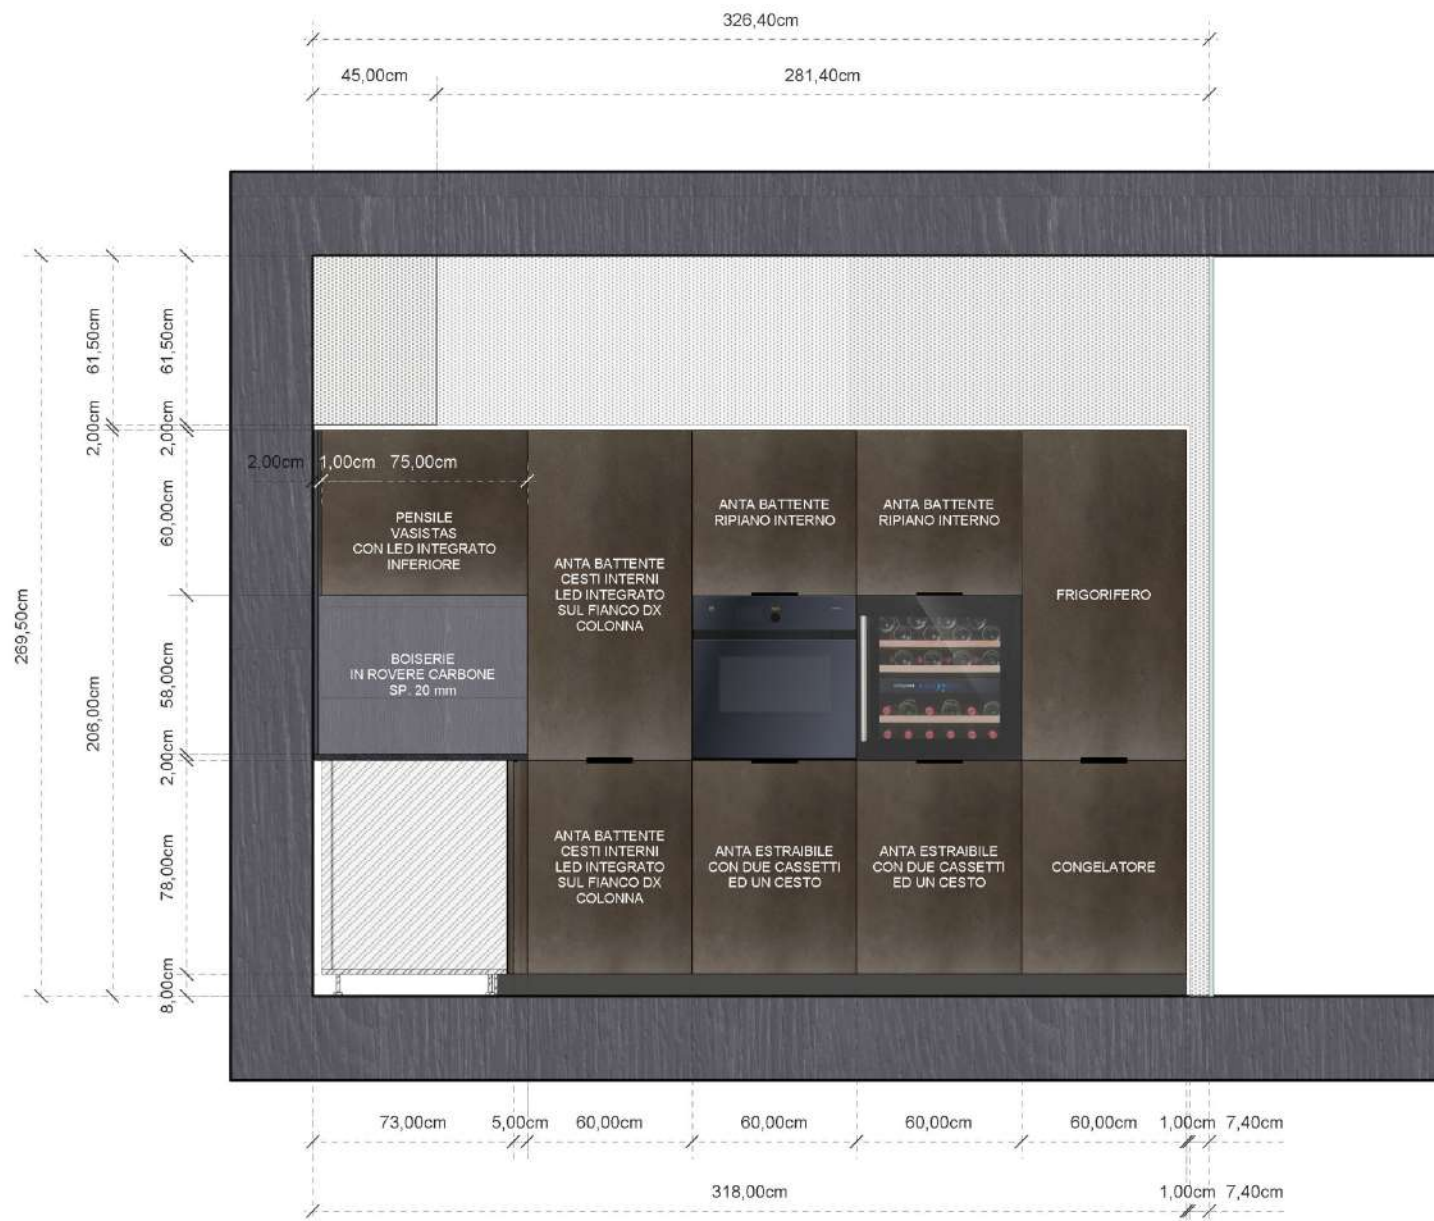 326,40cm
45,00cm
281,40cm
269,50cm
61,50cm
2,00cm
206,00cm
61,50cm
2,00cm
60,00cm
58,00cm
2,00cm
78,00cm
8,00cm
2,00cm
1,00cm
75,00cm
PENSILE
VASISTAS
CON LED INTEGRATO
INFERIORE
BOISERIE
IN ROVERE CARBONE
SP. 20 mm
ANTA BATTENTE
CESTI INTERNI
LED INTEGRATO
SUL FIANCO DX
COLONNA
ANTA BATTENTE
RIPIANO INTERNO
ANTA BATTENTE
RIPIANO INTERNO
FRIGORIFERO
ANTA BATTENTE
CESTI INTERNI
LED INTEGRATO
SUL FIANCO DX
COLONNA
ANTA ESTRAIBILE
CON DUE CASSETTI
ED UN CESTO
ANTA ESTRAIBILE
CON DUE CASSETTI
ED UN CESTO
CONGELATORE
73,00cm
5,00cm
60,00cm
60,00cm
60,00cm
60,00cm
1,00cm
7,40cm
318,00cm
1,00cm
7,40cm